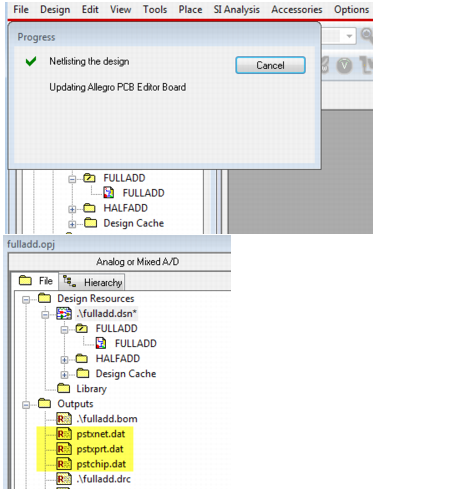 File Design Edit View Tools Place SI Analysis Accessories Options
Progress
Netlisting the design
Cancel
Updating Allegro PCB Editor Board
FULLADD
FULLADD
HALFADD
Design Cache
fulladd.opj
Analog or Mixed A/D
File Hierarchy
Design Resources
.\fulladd.dsn*
FULLADD
FULLADD
HALFADD
Design Cache
Library
Outputs
.\fulladd.bom
pstxnet.dat
pstxprt.dat
pstchip.dat
.\fulladd.drc